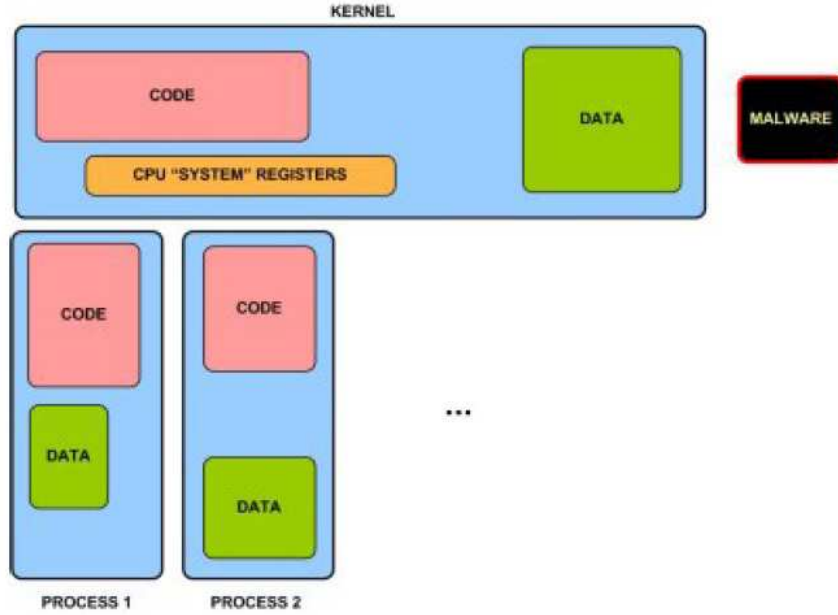 KERNEL
CODE
DATA
MALWARE
CPU “SYSTEM” REGISTERS
CODE
CODE
...
DATA
DATA
PROCESS 1
PROCESS 2